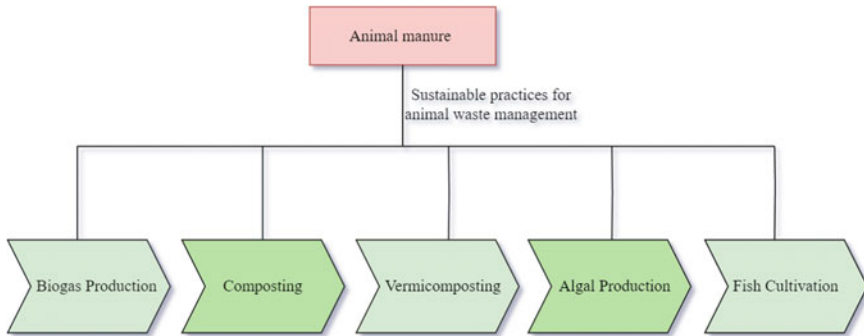 Animal manure
Sustainable practices for
animal waste management
Biogas Production
Composting
Vermicomposting
Algal Production
Fish Cultivation